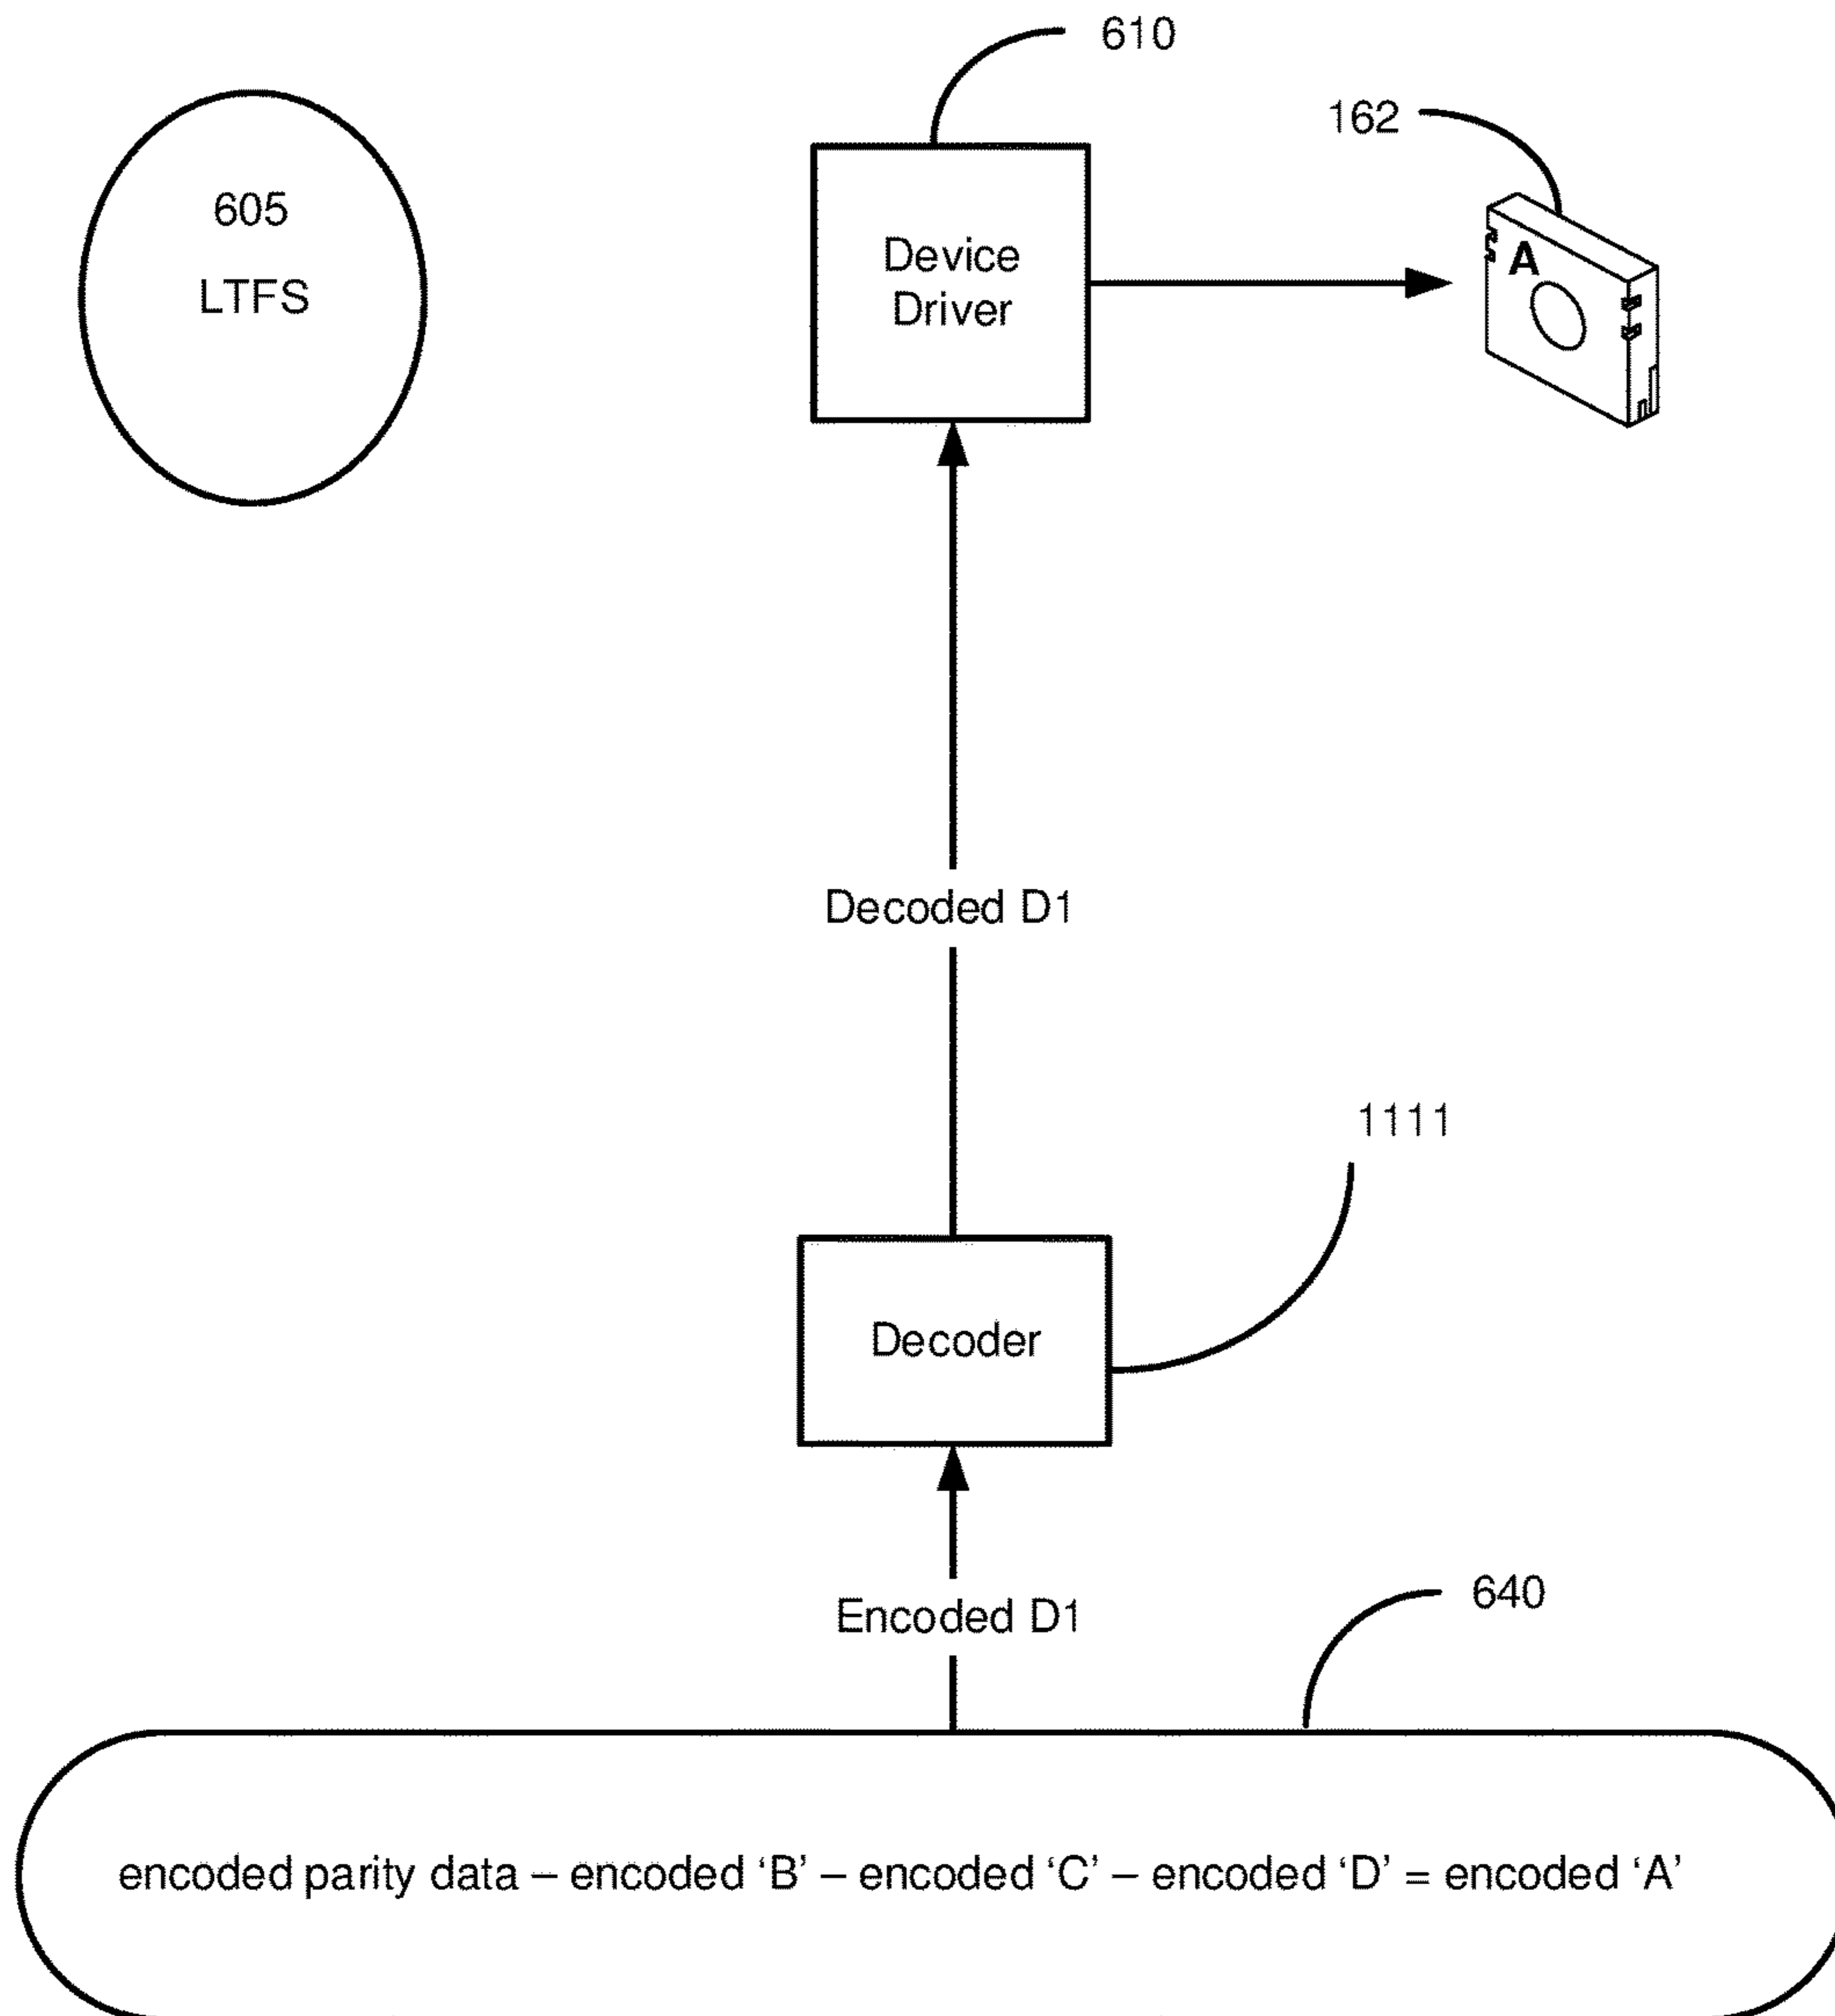 610
162
605
LTFS
Device
Driver
A
Decoded D1
1111
Decoder
Encoded D1
640
encoded parity data – encoded ‘B’ – encoded ‘C’ – encoded ‘D’ = encoded ‘A’